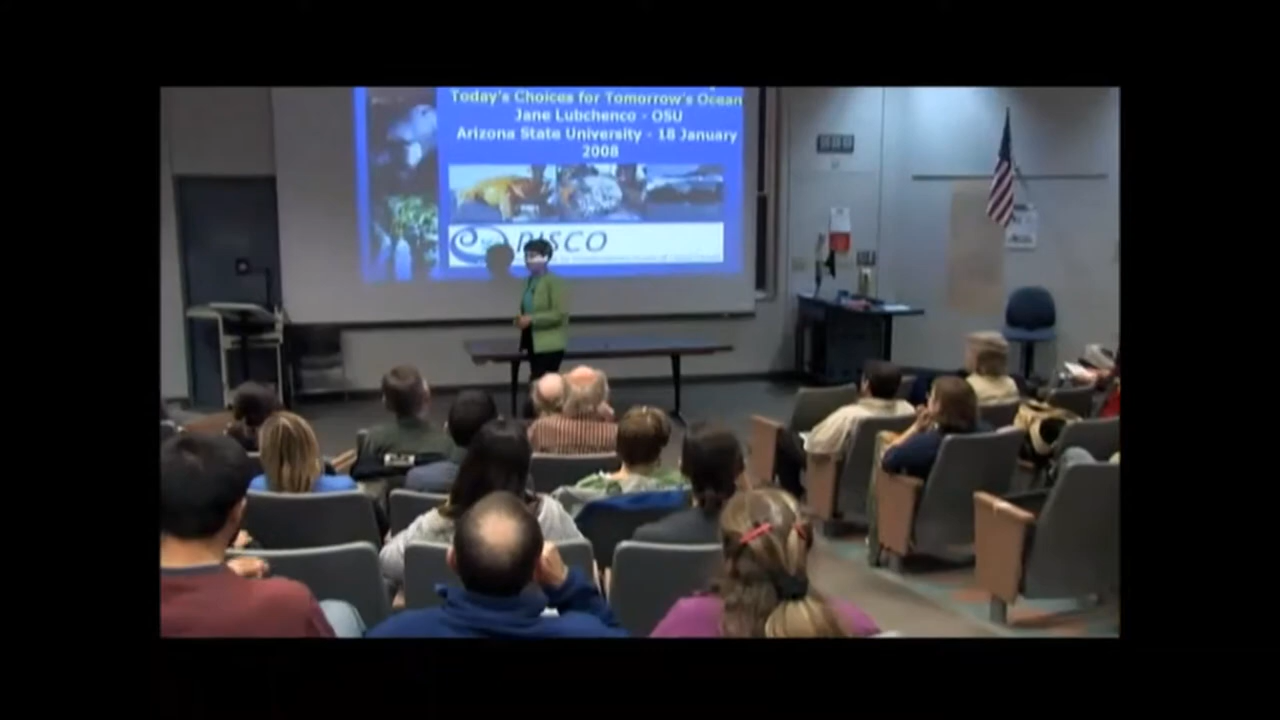 Today's Choices for Tomorrow's Ocean
Jane Lubchenco - OSU
Arizona State University - 18 January
2008
PISCO